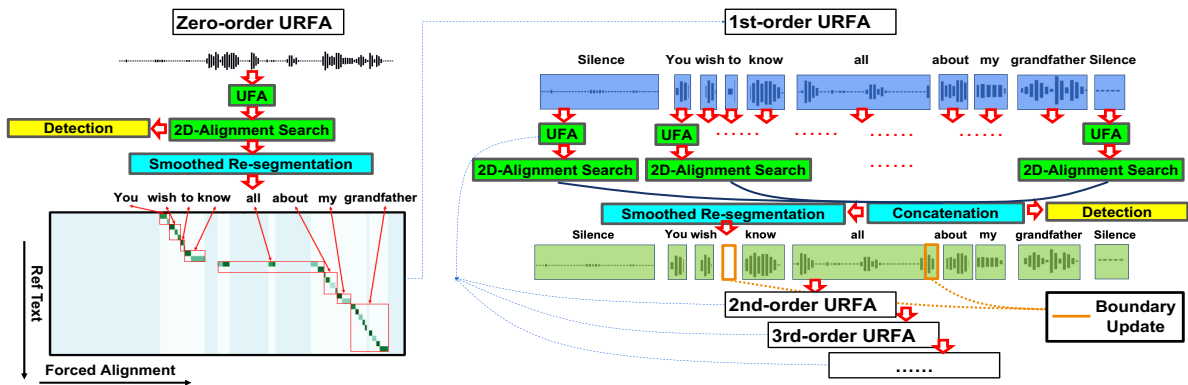 Zero-order URFA
UFA
2D-Alignment Search
Detection
Smoothed Re-segmentation
You wish to know all about my grandfather
Ref Text
Forced Alignment
1st-order URFA
Silence You wish to know all about my grandfather Silence
UFA UFA ...... ...... ...... UFA
......
2D-Alignment Search 2D-Alignment Search 2D-Alignment Search
Smoothed Re-segmentation Concatenation Detection
Silence You wish know all about my grandfather Silence
2nd-order URFA
3rd-order URFA
......
Boundary
Update